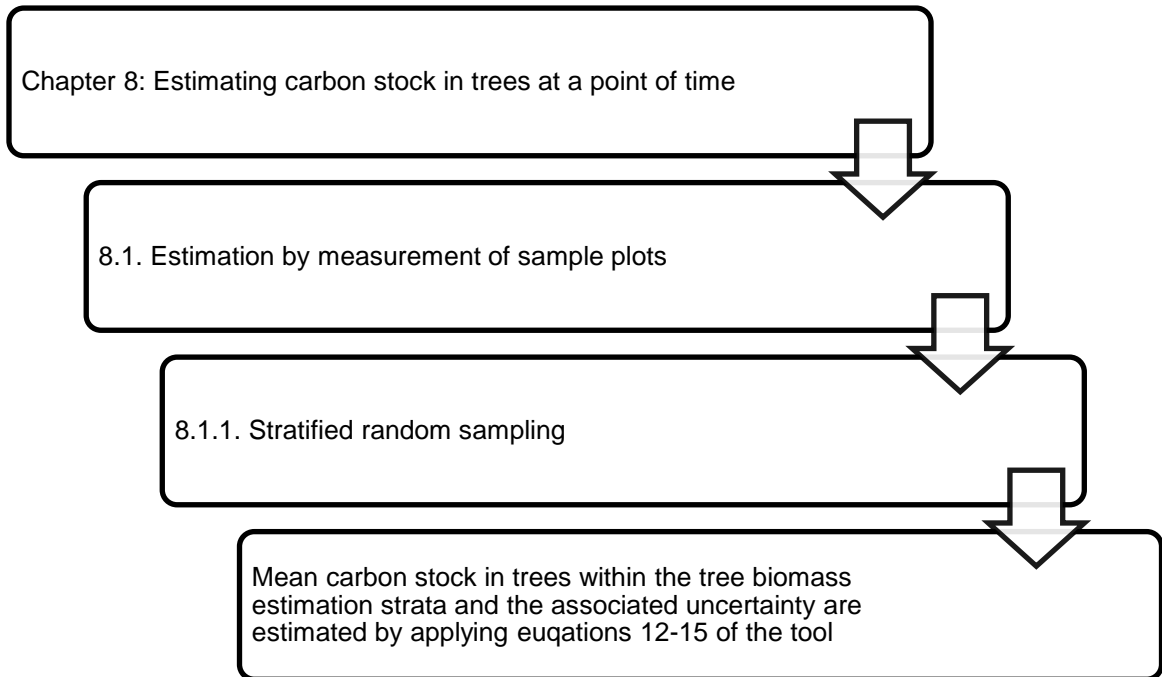 Chapter 8: Estimating carbon stock in trees at a point of time
8.1. Estimation by measurement of sample plots
8.1.1. Stratified random sampling
Mean carbon stock in trees within the tree biomass
estimation strata and the associated uncertainty are
estimated by applying euqations 12-15 of the tool